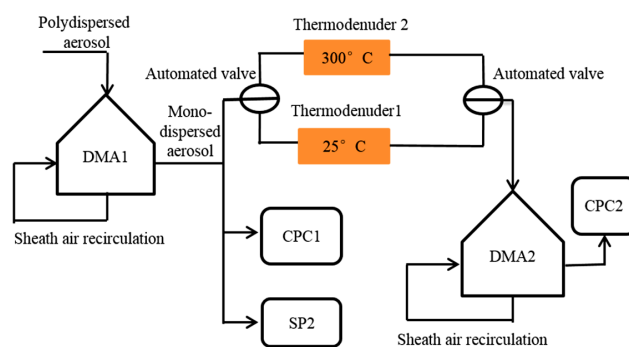 Polydispersed
aerosol
Thermodenuder 2
300° C
Automated valve
Automated valve
Mono-
dispersed
aerosol
Thermodenuder1
25° C
DMA1
Sheath air recirculation
CPC1
CPC2
DMA2
SP2
Sheath air recirculation